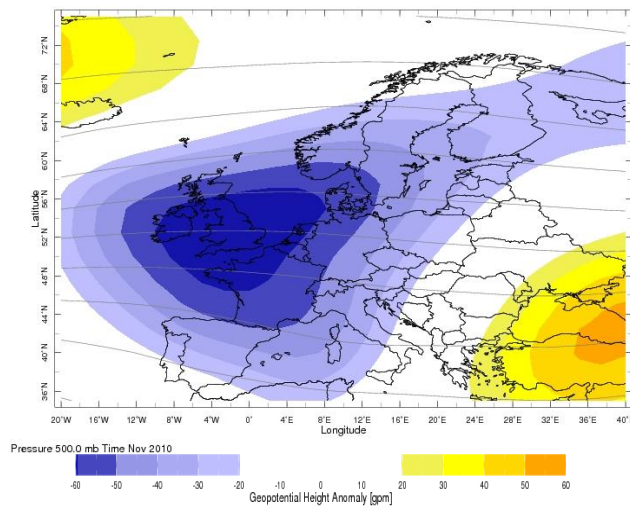 72°N
68°N
64°N
60°N
56°N
52°N
48°N
44°N
40°N
36°N
Latitude
20°W 16°W 12°W 8°W 4°W 0° 4°E 8°E 12°E 16°E 20°E 24°E 28°E 32°E 36°E 40°E
Longitude
Pressure 500.0 mb Time Nov 2010
-60 -50 -40 -30 -20 -10 0 10 20 30 40 50 60
Geopotential Height Anomaly [gpm]